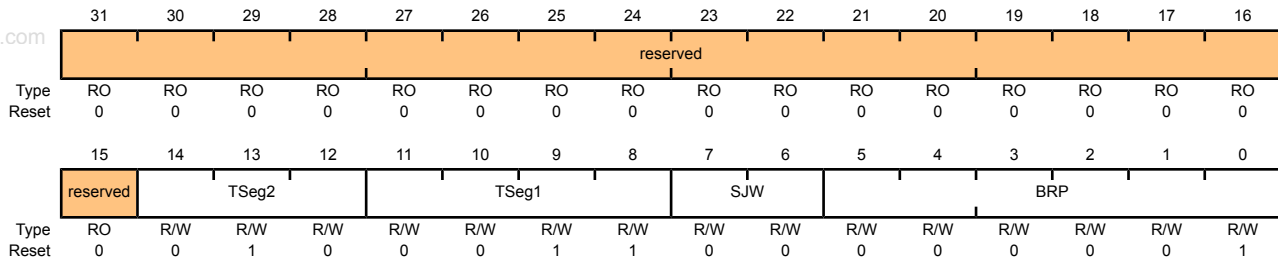 31 30 29 28 27 26 25 24 23 22 21 20 19 18 17 16
.com
reserved
Type RO RO RO RO RO RO RO RO RO RO RO RO RO RO RO RO
Reset 0 0 0 0 0 0 0 0 0 0 0 0 0 0 0 0
15 14 13 12 11 10 9 8 7 6 5 4 3 2 1 0
reserved TSeg2 TSeg1 SJW BRP
Type RO R/W R/W R/W R/W R/W R/W R/W R/W R/W R/W R/W R/W R/W R/W R/W
Reset 0 0 1 0 0 0 1 1 0 0 0 0 0 0 0 1